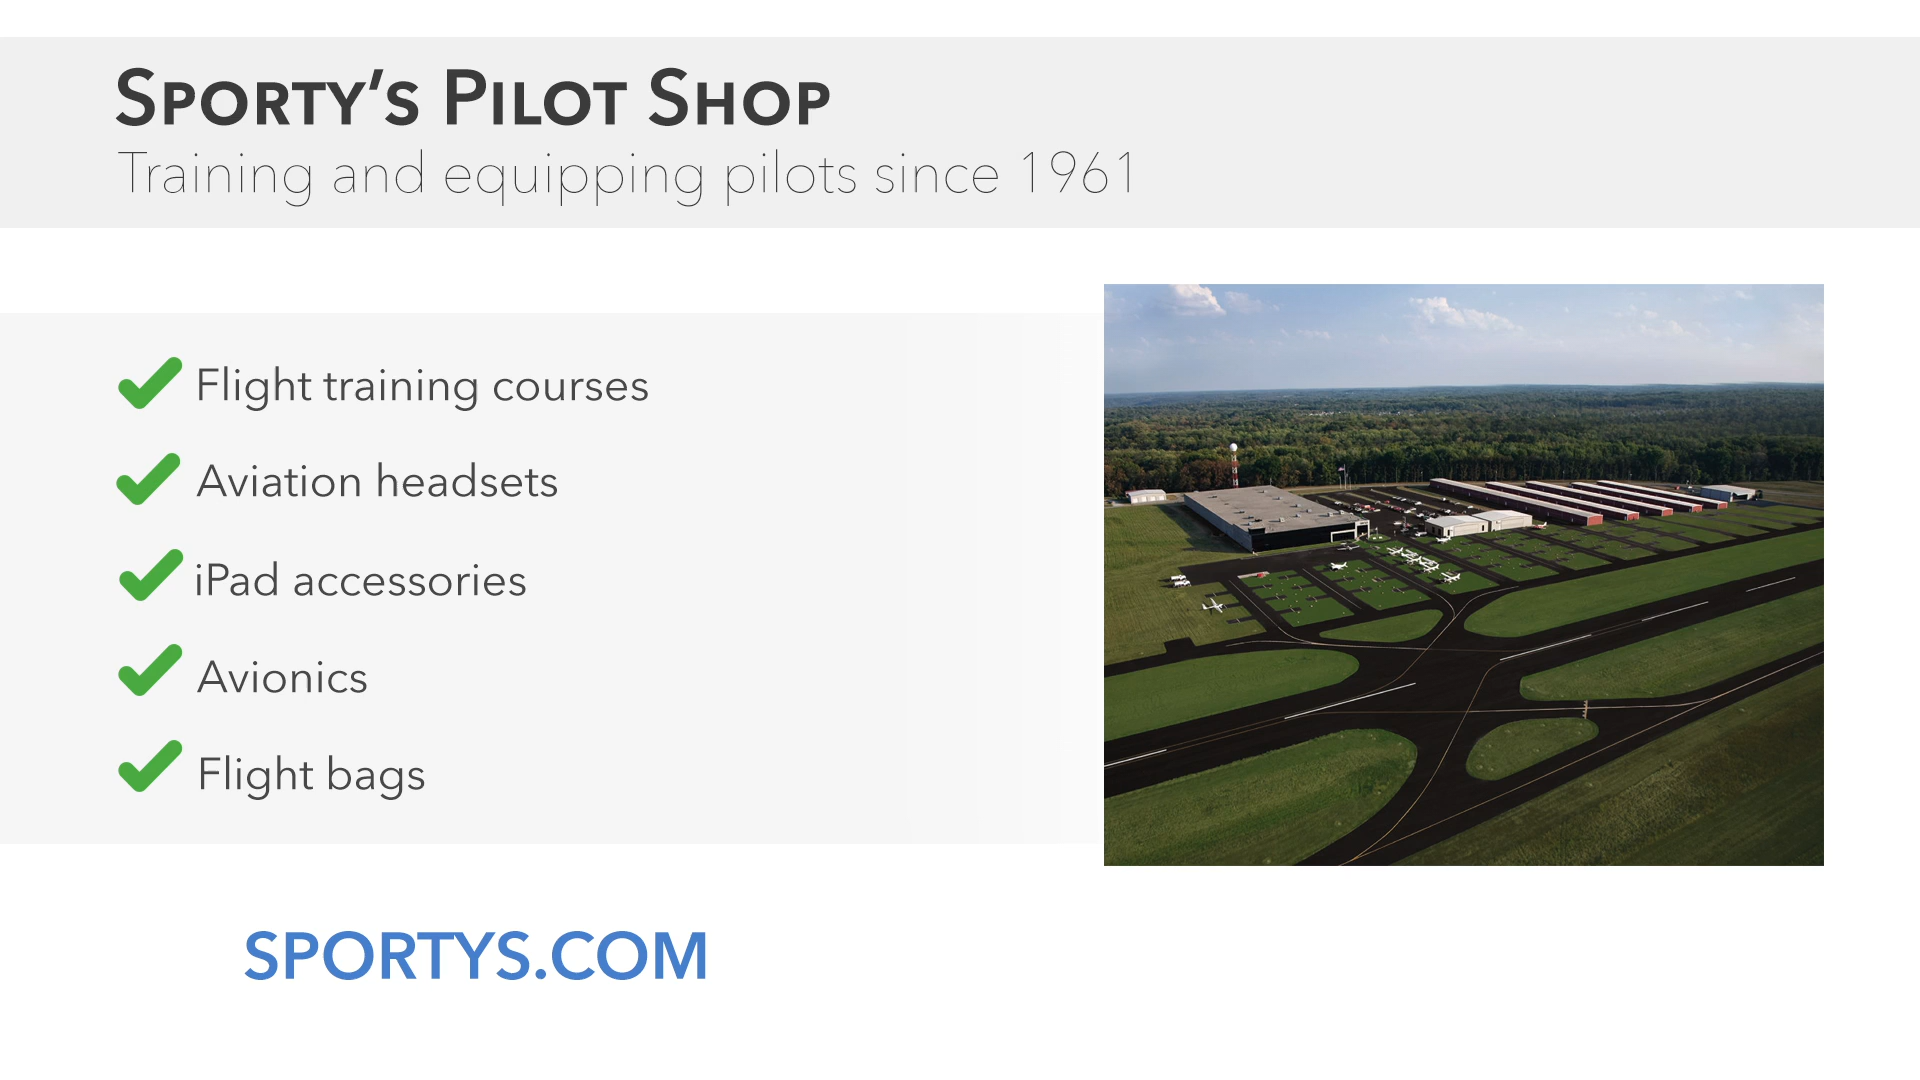 Sporty’s Pilot Shop
Training and equipping pilots since 1961
Flight training courses
Aviation headsets
iPad accessories
Avionics
Flight bags
SPORTYS.COM